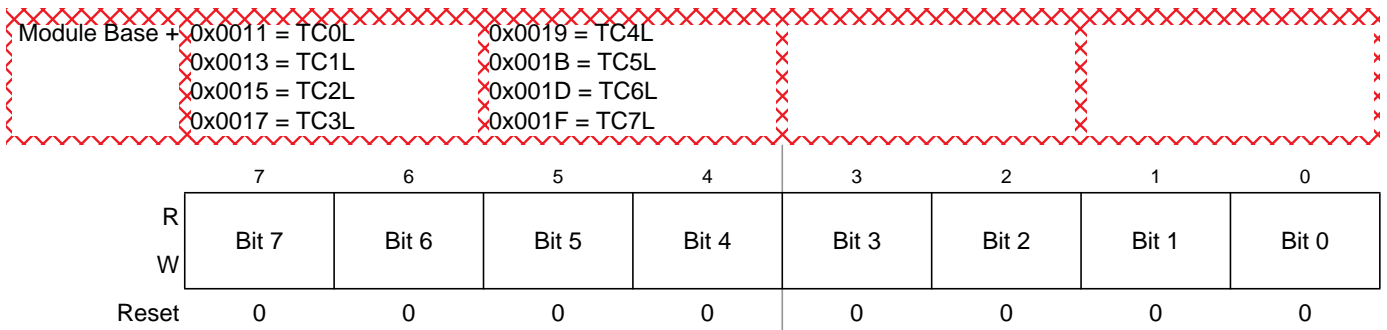 Module Base + 0x0011 = TC0L 0x0019 = TC4L
0x0013 = TC1L 0x001B = TC5L
0x0015 = TC2L 0x001D = TC6L
0x0017 = TC3L 0x001F = TC7L
7 6 5 4 3 2 1 0
R
Bit 7 Bit 6 Bit 5 Bit 4 Bit 3 Bit 2 Bit 1 Bit 0
W
Reset 0 0 0 0 0 0 0 0